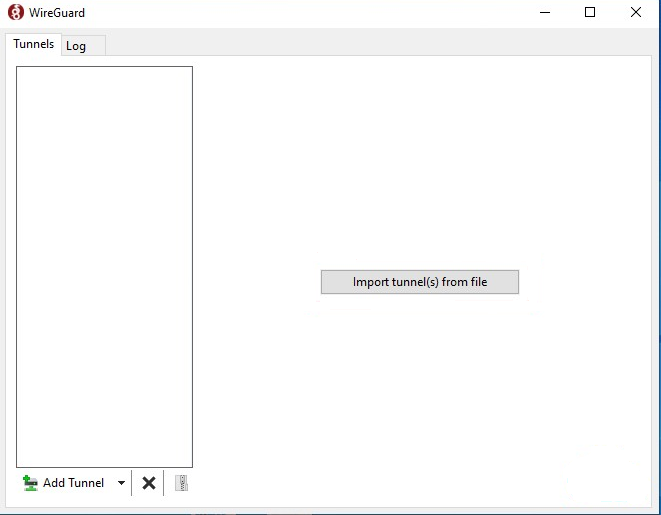 WireGuard
Tunnels
Log
Import tunnel(s) from file
Add Tunnel